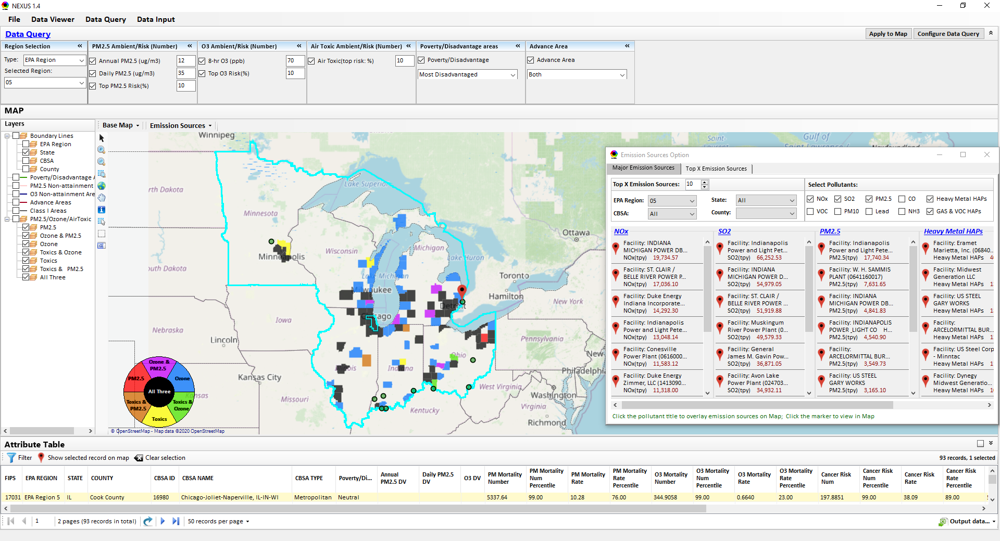 NEXUS 1.4
File Data Viewer Data Query Data Input
Data Query
Apply to Map Configure Data Query
Region Selection
Type: EPA Region
Selected Region:
05
PM2.5 Ambient/Risk (Number)
Annual PM2.5 (ug/m3) 12
Daily PM2.5 (ug/m3) 35
Top PM2.5 Risk(%) 10
O3 Ambient/Risk (Number)
8-hr O3 (ppb) 70
Top O3 Risk(%) 10
Air Toxic Ambient/Risk (Number)
Air Toxic(top risk: %) 10
Poverty/Disadvantage areas
Poverty/Disadvantage
Most Disadvantaged
Advance Area
Advance Area
Both
MAP
Layers
Boundary Lines
EPA Region
State
CBSA
County
Poverty/Disadvantage
PM2.5 Non-attainment
O3 Non-attainment Are
Advance Areas
Class I Areas
PM2.5/Ozone/AirToxic
PM2.5
Ozone & PM2.5
Ozone
Toxics & Ozone
Toxics
Toxics & PM2.5
All Three
Base Map Emission Sources
Winnipeg
rth Dakota
Lake Superior
Minnesota
Minneapolis
Wisconsin
Michigan
Lake Huron
Lake Michigan
Milwaukee
Toronto
Hamilton
Detroit
Chicago
Ottawa
New York
outh Dakota
Iowa
Nebraska
Lincoln
Kansas City
Kansas
Missouri
Illinois
Indiana
Ohio
Kentucky
Pennsylvania
New-
Philadelphia
West Virginia
Washington
Virginia
Richmond
Saint-
Laurent
Gulf of
Saint Lawrence /
Newfoundland
Ozone & PM2.5
PM2.5
Ozone
All Three
Toxics & PM2.5
Toxics & Ozone
Toxics
© OpenStreetMap - Map data ©2020 OpenStreetMap
Emission Sources Option
Major Emission Sources Top X Emission Sources
Top X Emission Sources: 10
EPA Region: 05 State: All
CBSA: All County:
Select Pollutants:
NOx SO2 PM2.5 CO Heavy Metal HAPs
VOC PM10 Lead NH3 GAS & VOC HAPs
NOx
Facility: INDIANA
MICHIGAN POWER DB...
NOx(tpy) 19,734.57
Facility: ST. CLAIR /
BELLE RIVER POWER P...
NOx(tpy) 17,036.10
Facility: Duke Energy
Indiana Incorporate...
NOx(tpy) 14,292.30
Facility: Indianapolis
Power and Light Pete...
NOx(tpy) 13,048.14
Facility: Conesville
Power Plant (0616000...
NOx(tpy) 11,583.12
Facility: Duke Energy
Zimmer, LLC (1413090...
NOx(tpy) 11,318.00
SO2
Facility: Indianapolis
Power and Light Pet...
SO2(tpy) 66,252.53
Facility: INDIANA
MICHIGAN POWER D...
SO2(tpy) 54,979.05
Facility: ST. CLAIR /
BELLE RIVER POWER ...
SO2(tpy) 51,919.88
Facility: Muskingum
River Power Plant (0...
SO2(tpy) 49,579.33
Facility: General
James M. Gavin Pow...
SO2(tpy) 36,871.05
Facility: Avon Lake
Power Plant (024703...
SO2(tpy) 34,932.11
PM2.5
Facility: Indianapolis
Power and Light Pete...
PM2.5(tpy) 17,740.34
Facility: W. H. SAMMIS
PLANT (0641160017)
PM2.5(tpy) 7,631.65
Facility: INDIANA
MICHIGAN POWER DB...
PM2.5(tpy) 4,841.83
Facility: INDIANAPOLIS
POWER_LIGHT CO H...
PM2.5(tpy) 4,540.90
Facility:
ARCELORMITTAL BUR...
PM2.5(tpy) 3,549.73
Facility: US STEEL
GARY WORKS
PM2.5(tpy) 3,165.10
Heavy Metal HAPs
Facility: Eramet
Marietta, Inc. (06840...
Heavy Metal HAPs
Facility: Midwest
Generation LLC
Heavy Metal HAPs
Facility: US STEEL
GARY WORKS
Heavy Metal HAPs
Facility:
ARCELORMITTAL BUR...
Heavy Metal HAPs
Facility: US Steel Corp
- Minntac
Heavy Metal HAPs
Facility: Dynegy
Midwest Generatio...
Heavy Metal HAPs
Click the pollutant title to overlay emission sources on Map; Click the marker to view in Map
Attribute Table
Filter Show selected record on map Clear selection
93 records, 1 selected
FIPS EPA REGION STATE COUNTY CBSA ID CBSA NAME CBSA TYPE Poverty/Di... Annual PM2.5 DV Daily PM2.5 DV O3 DV PM Mortality Number PM Mortality Num Percentile PM Mortality Rate PM Mortality Rate Percentile O3 Mortality Number O3 Mortality Num Percentile O3 Mortality Rate O3 Mortality Rate Percentile Cancer Risk Num Cancer Risk Num Percentile Cancer Risk Rate Cancer Risk Rate Percentile
17031 EPA Region 5 IL Cook County 16980 Chicago-Joliet-Naperville, IL-IN-WI Metropolitan Neutral 5337.64 99.00 10.28 76.00 344.9058 99.00 0.6640 23.00 197.8851 99.00 38.09 89.00
1 2 pages (93 records in total) 50 records per page
Output data...